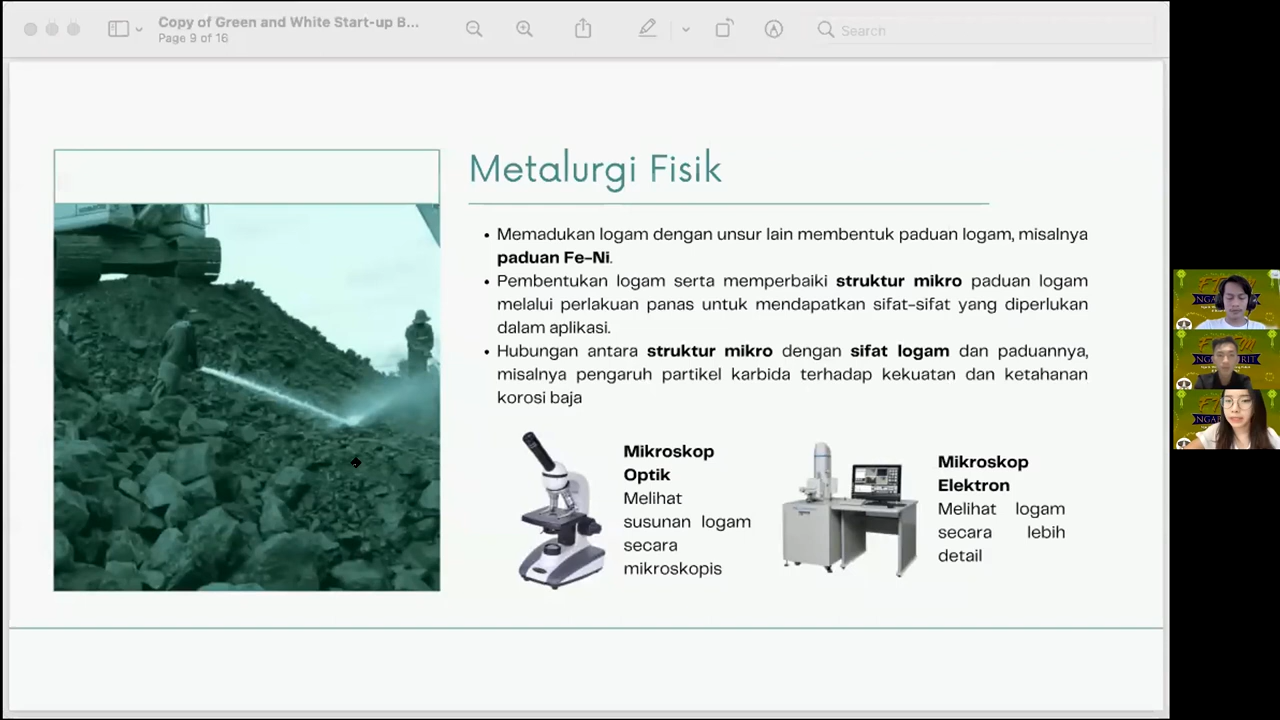 Copy of Green and White Start-up B...
Page 9 of 16
Search
Metalurgi Fisik
• Memadukan logam dengan unsur lain membentuk paduan logam, misalnya
paduan Fe-Ni.
• Pembentukan logam serta memperbaiki struktur mikro paduan logam
melalui perlakuan panas untuk mendapatkan sifat-sifat yang diperlukan
dalam aplikasi.
• Hubungan antara struktur mikro dengan sifat logam dan paduannya,
misalnya pengaruh partikel karbida terhadap kekuatan dan ketahanan
korosi baja
Mikroskop
Optik
Melihat
susunan logam
secara
mikroskopis
Mikroskop
Elektron
Melihat logam
secara lebih
detail